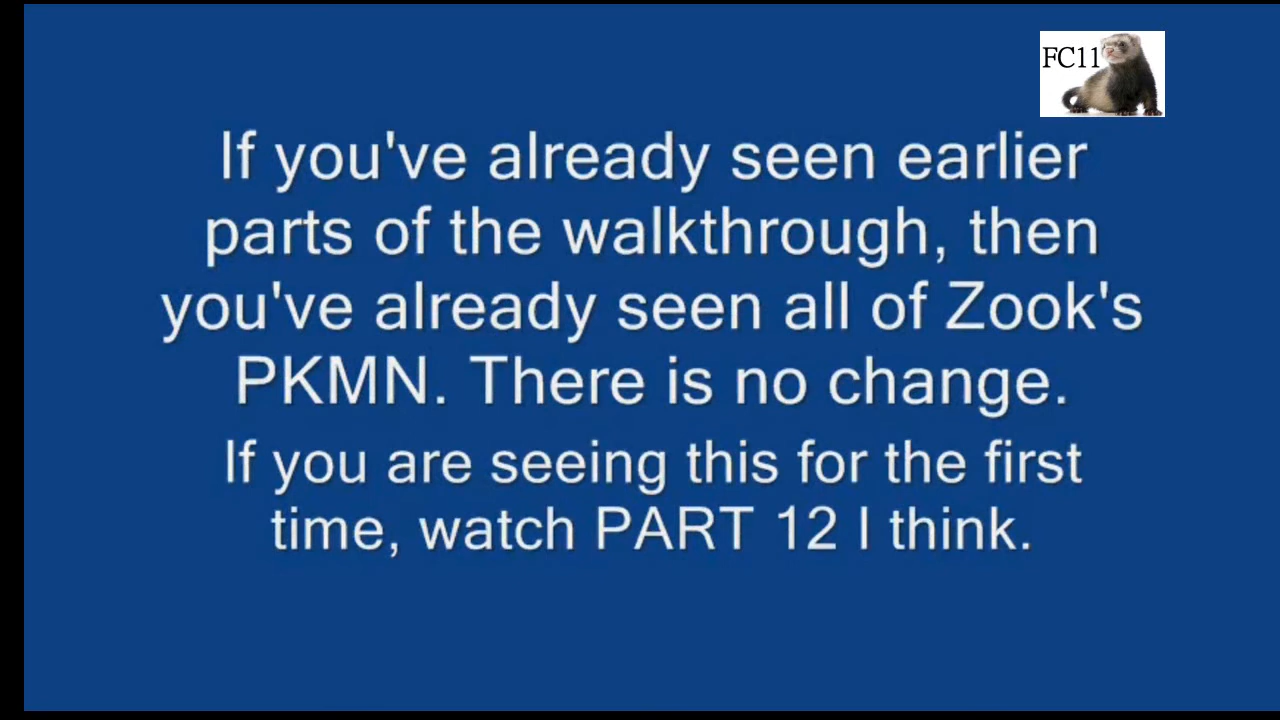 FC11
If you've already seen earlier
parts of the walkthrough, then
you've already seen all of Zook's
PKMN. There is no change.
If you are seeing this for the first
time, watch PART 12 I think.